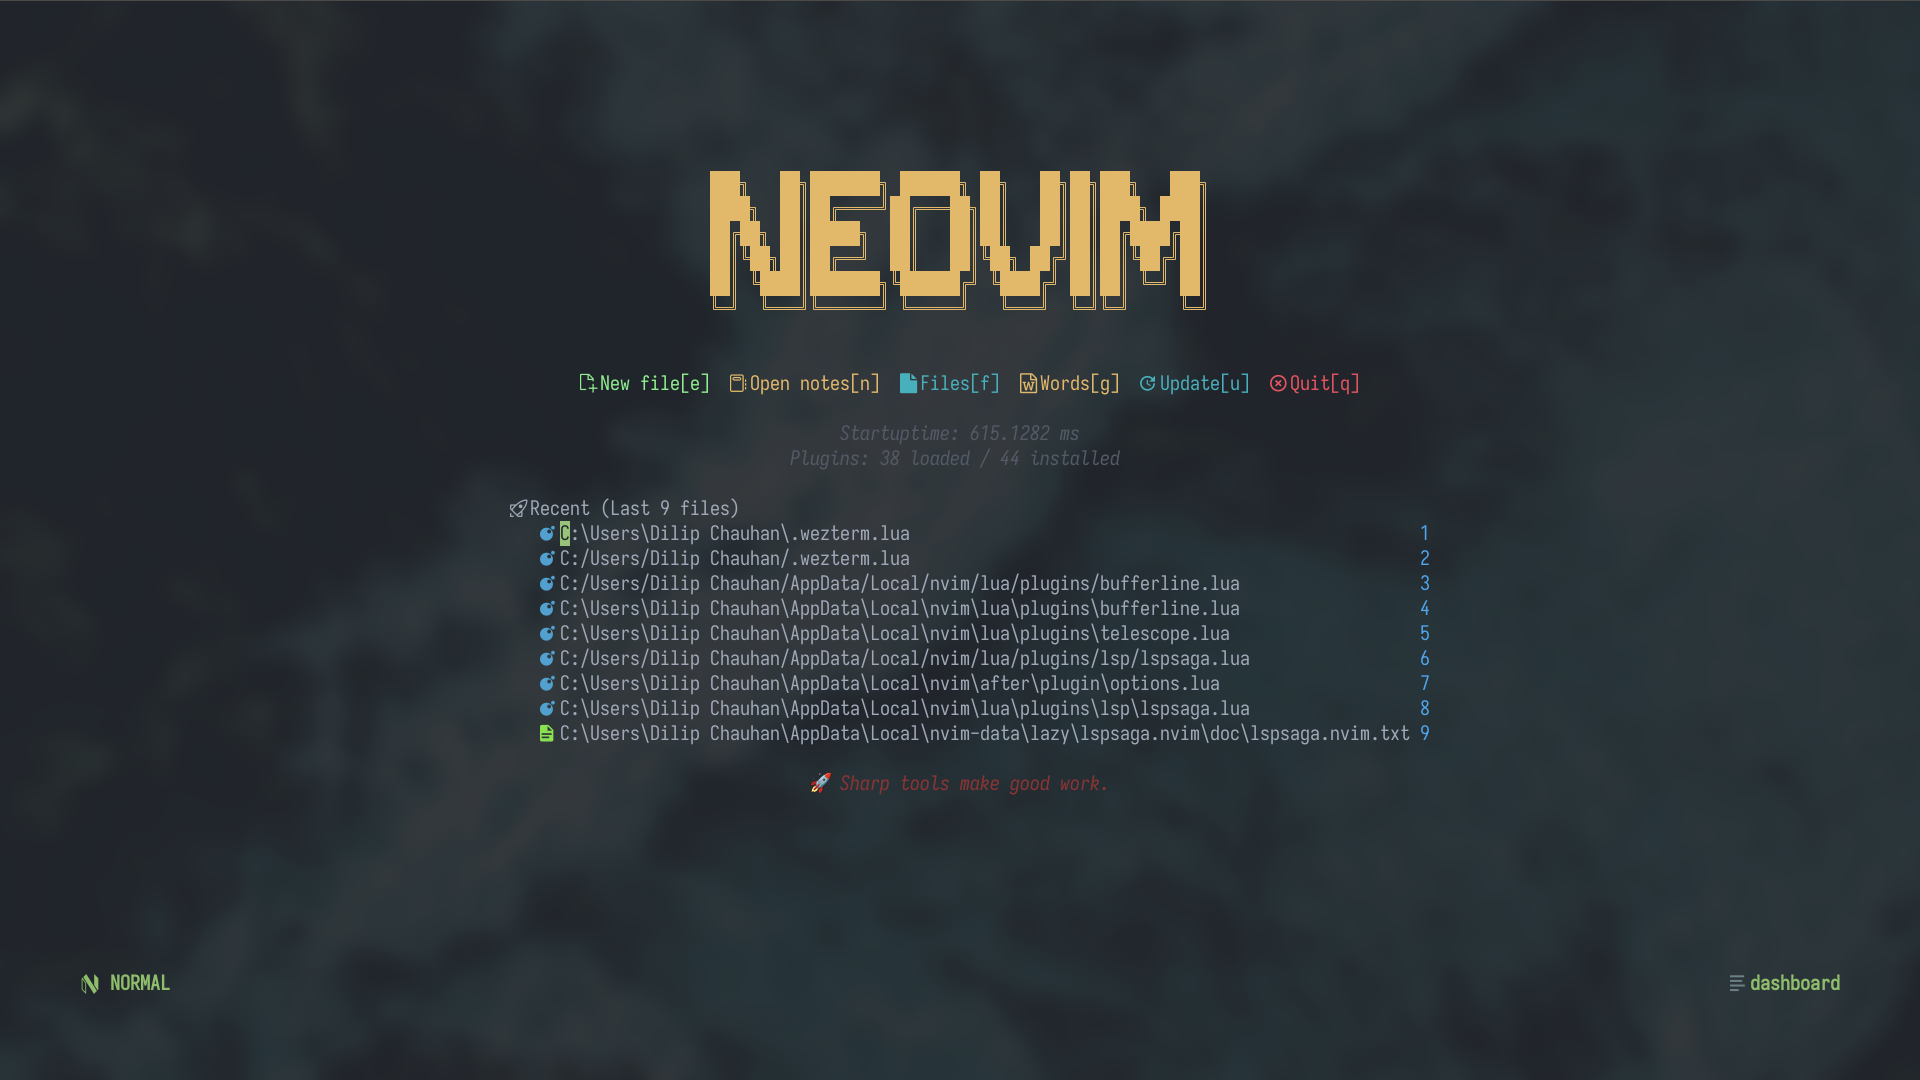 NEOVIM
New file[e] Open notes[n] Files[f] Words[g] Update[u] Quit[q]
Startuptime: 615.1282 ms
Plugins: 38 loaded / 44 installed
Recent (Last 9 files)
C:\Users\Dilip Chauhan\.wezterm.lua 1
C:/Users/Dilip Chauhan/.wezterm.lua 2
C:/Users/Dilip Chauhan/AppData/Local/nvim/lua/plugins/bufferline.lua 3
C:\Users\Dilip Chauhan\AppData\Local\nvim\lua\plugins\bufferline.lua 4
C:\Users\Dilip Chauhan\AppData\Local\nvim\lua\plugins\telescope.lua 5
C:/Users/Dilip Chauhan/AppData/Local/nvim/lua/plugins/lsp/lspsaga.lua 6
C:\Users\Dilip Chauhan\AppData\Local\nvim\after\plugin\options.lua 7
C:\Users\Dilip Chauhan\AppData\Local\nvim\lua\plugins\lsp\lspsaga.lua 8
C:\Users\Dilip Chauhan\AppData\Local\nvim-data\lazy\lspsaga.nvim\doc\lspsaga.nvim.txt 9
🚀 Sharp tools make good work.
NORMAL dashboard